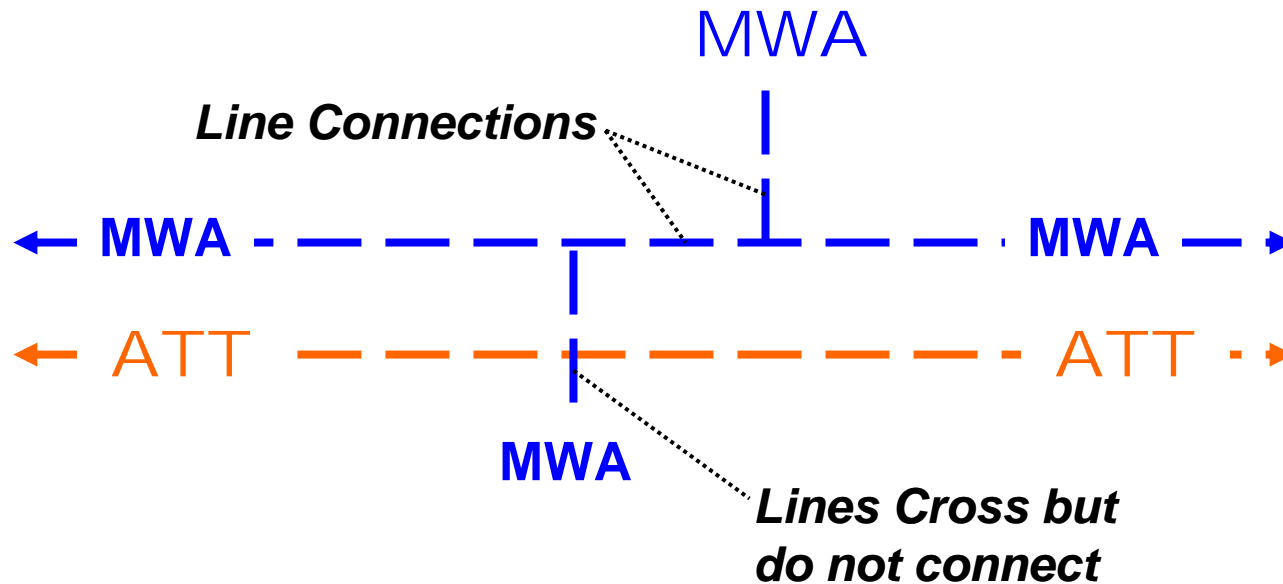 MWA
Line Connections
MWA MWA
ATT ATT
MWA
Lines Cross but
do not connect